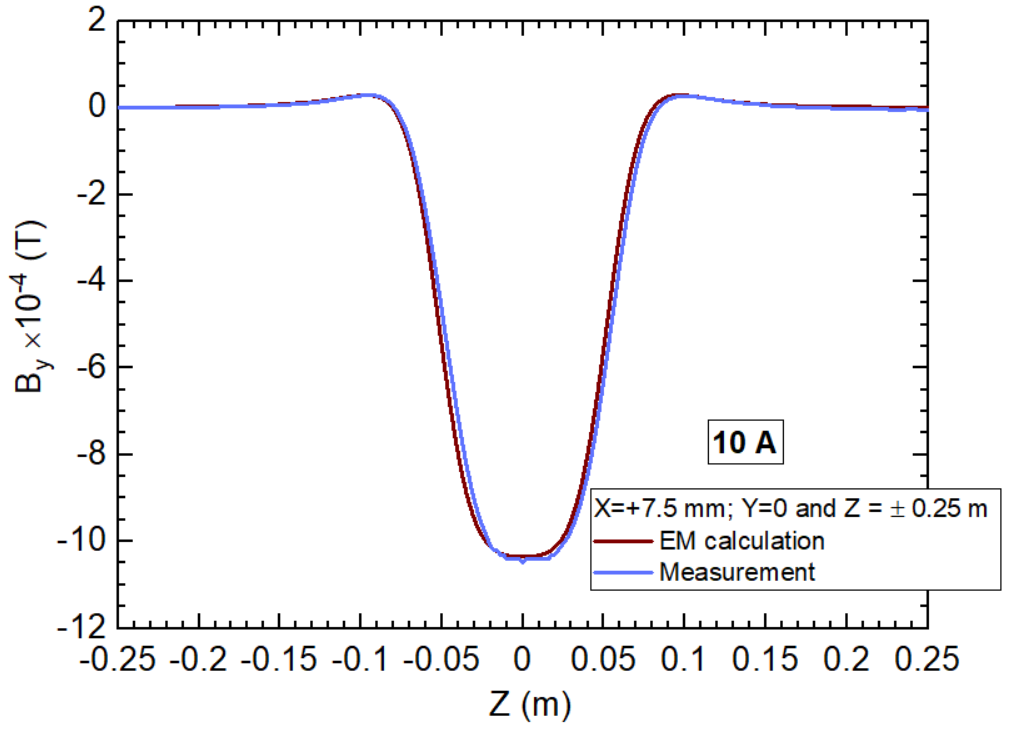 2
0
-2
-4
-6
-8
-10
-12
B_y ×10^-4 (T)
10 A
X=+7.5 mm; Y=0 and Z = ± 0.25 m
EM calculation
Measurement
-0.25 -0.2 -0.15 -0.1 -0.05 0 0.05 0.1 0.15 0.2 0.25
Z (m)